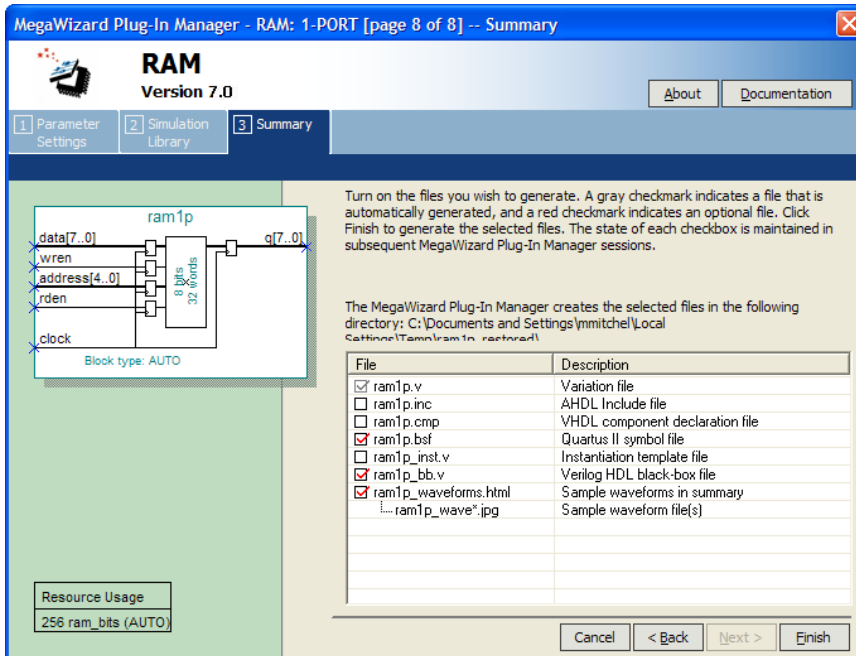 MegaWizard Plug-In Manager - RAM: 1-PORT [page 8 of 8] -- Summary
RAM
Version 7.0
About
Documentation
1 Parameter Settings
2 Simulation Library
3 Summary
Turn on the files you wish to generate. A gray checkmark indicates a file that is
automatically generated, and a red checkmark indicates an optional file. Click
Finish to generate the selected files. The state of each checkbox is maintained in
subsequent MegaWizard Plug-In Manager sessions.
The MegaWizard Plug-In Manager creates the selected files in the following
directory: C:\Documents and Settings\mmitchel\Local
Settings\Temp\ram1p_restored\
ram1p
data[7..0]
q[7..0]
wren
address[4..0]
rden
8 bits
32 words
clock
Block type: AUTO
File Description
ram1p.v Variation file
ram1p.inc AHDL Include file
ram1p.cmp VHDL component declaration file
ram1p.bsf Quartus II symbol file
ram1p_inst.v Instantiation template file
ram1p_bb.v Verilog HDL black-box file
ram1p_waveforms.html Sample waveforms in summary
ram1p_wave*.jpg Sample waveform file(s)
Resource Usage
256 ram_bits (AUTO)
Cancel
< Back
Next >
Finish